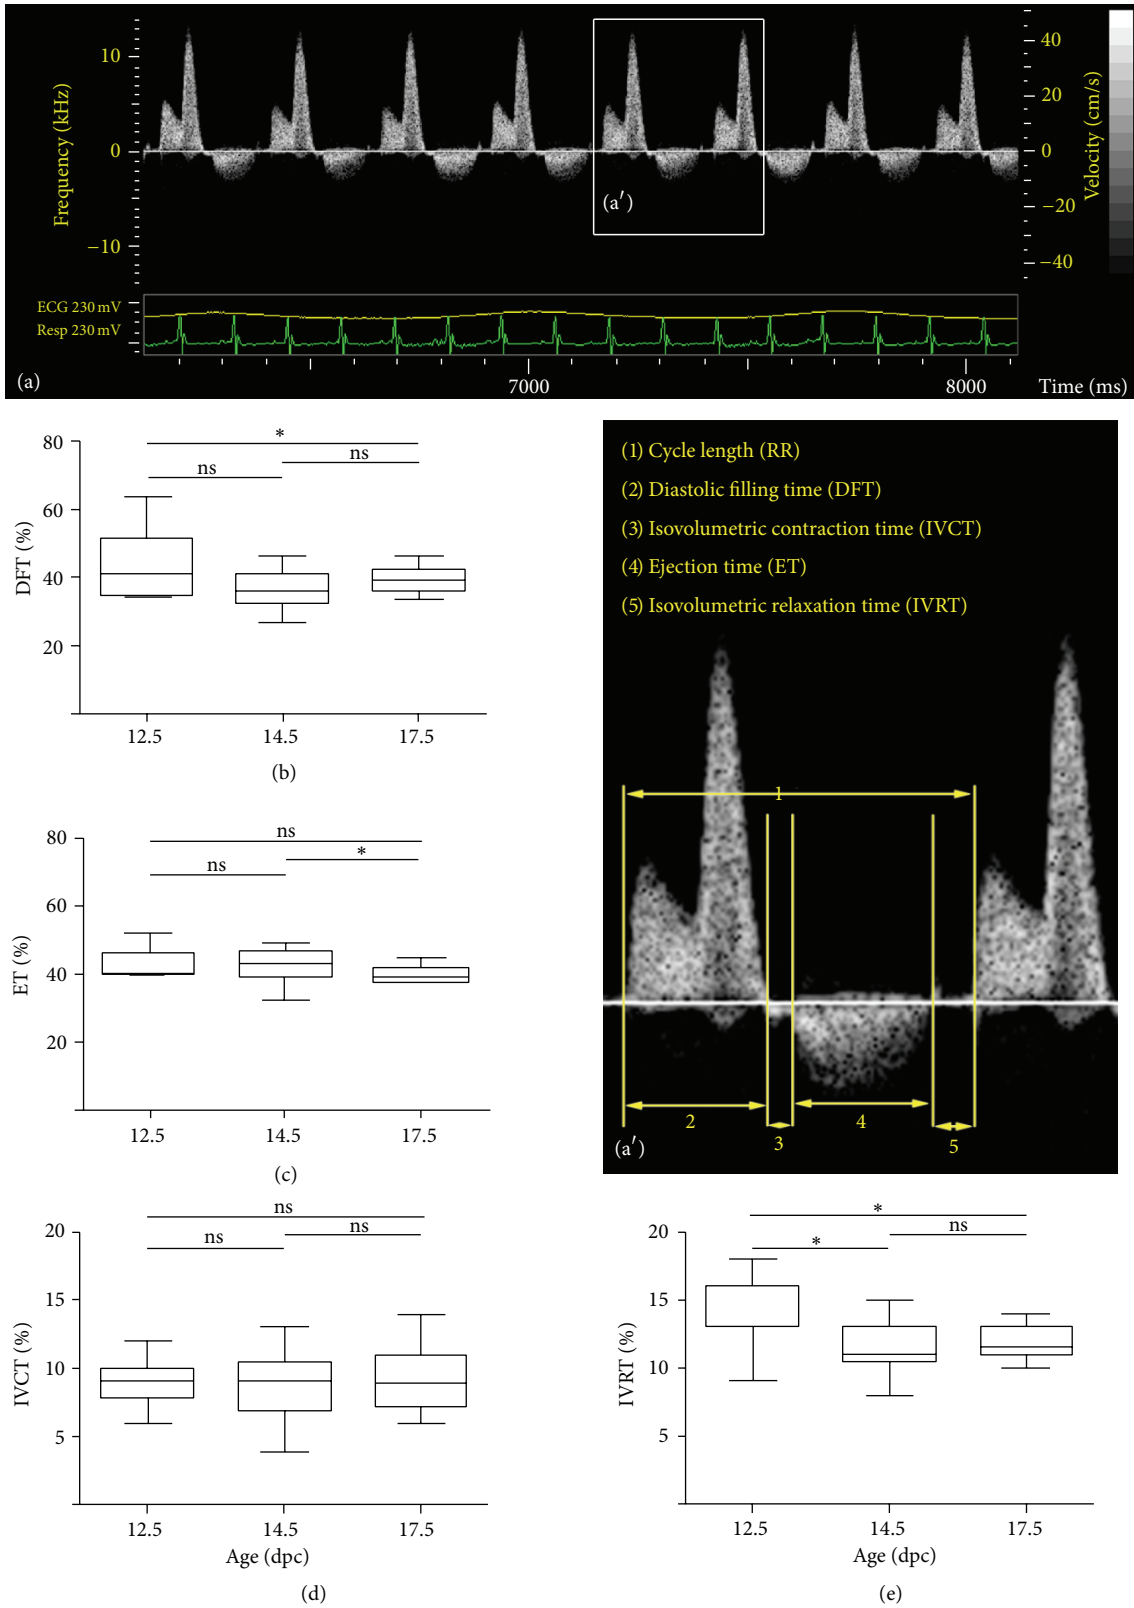 10
0
−10
Frequency (kHz)
40
20
0
−20
−40
Velocity (cm/s)
(a′)
ECG 230 mV
Resp 230 mV
(a)
7000
8000
Time (ms)
80
60
40
20
DFT (%)
*
ns
ns
12.5
14.5
17.5
(b)
80
60
40
20
ET (%)
ns
ns
*
12.5
14.5
17.5
(c)
(1) Cycle length (RR)
(2) Diastolic filling time (DFT)
(3) Isovolumetric contraction time (IVCT)
(4) Ejection time (ET)
(5) Isovolumetric relaxation time (IVRT)
1
2
3
4
5
(a′)
20
15
10
5
IVCT (%)
ns
ns
ns
12.5
14.5
17.5
Age (dpc)
(d)
20
15
10
5
IVRT (%)
*
*
ns
12.5
14.5
17.5
Age (dpc)
(e)